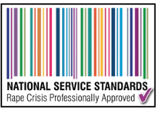 NATIONAL SERVICE STANDARDS
Rape Crisis Professionally Approved